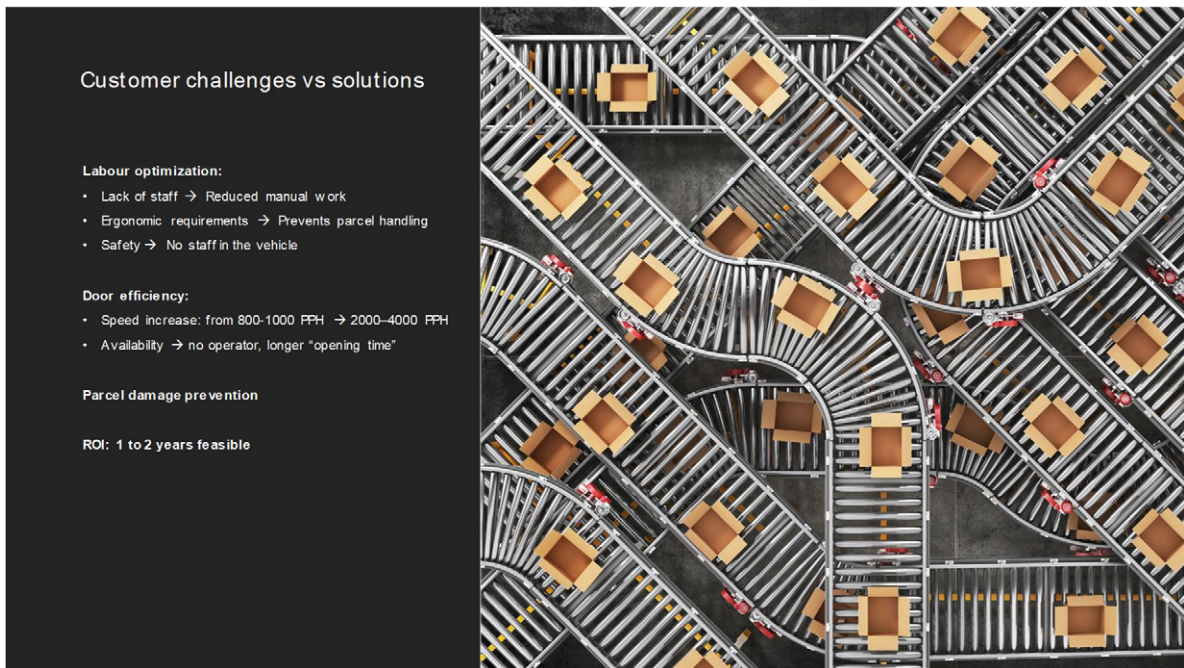 Customer challenges vs solutions
Labour optimization:
• Lack of staff → Reduced manual work
• Ergonomic requirements → Prevents parcel handling
• Safety → No staff in the vehicle
Door efficiency:
• Speed increase: from 800-1000 PPH → 2000–4000 PPH
• Availability → no operator, longer “opening time”
Parcel damage prevention
ROI: 1 to 2 years feasible